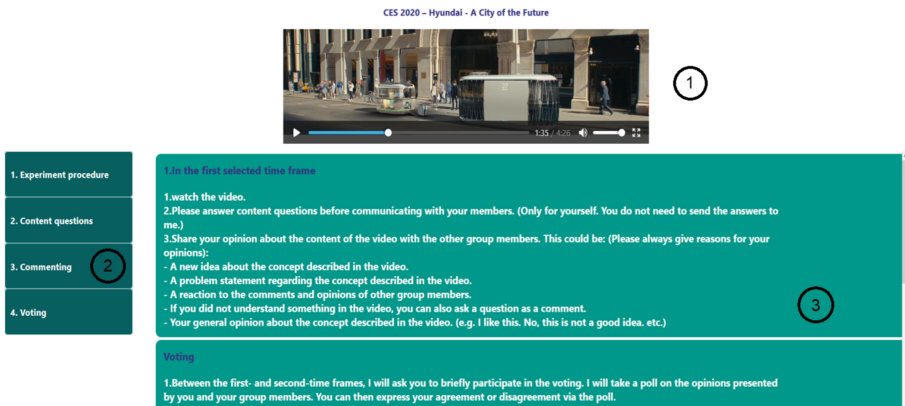 CES 2020 – Hyundai - A City of the Future
1:35 / 4:26
1
1. Experiment procedure
2. Content questions
3. Commenting
2
4. Voting
1.In the first selected time frame
1.watch the video.
2.Please answer content questions before communicating with your members. (Only for yourself. You do not need to send the answers to
me.)
3.Share your opinion about the content of the video with the other group members. This could be: (Please always give reasons for your
opinions):
- A new idea about the concept described in the video.
- A problem statement regarding the concept described in the video.
- A reaction to the comments and opinions of other group members.
- If you did not understand something in the video, you can also ask a question as a comment.
- Your general opinion about the concept described in the video. (e.g. I like this. No, this is not a good idea. etc.)
3
Voting
1.Between the first- and second-time frames, I will ask you to briefly participate in the voting. I will take a poll on the opinions presented
by you and your group members. You can then express your agreement or disagreement via the poll.